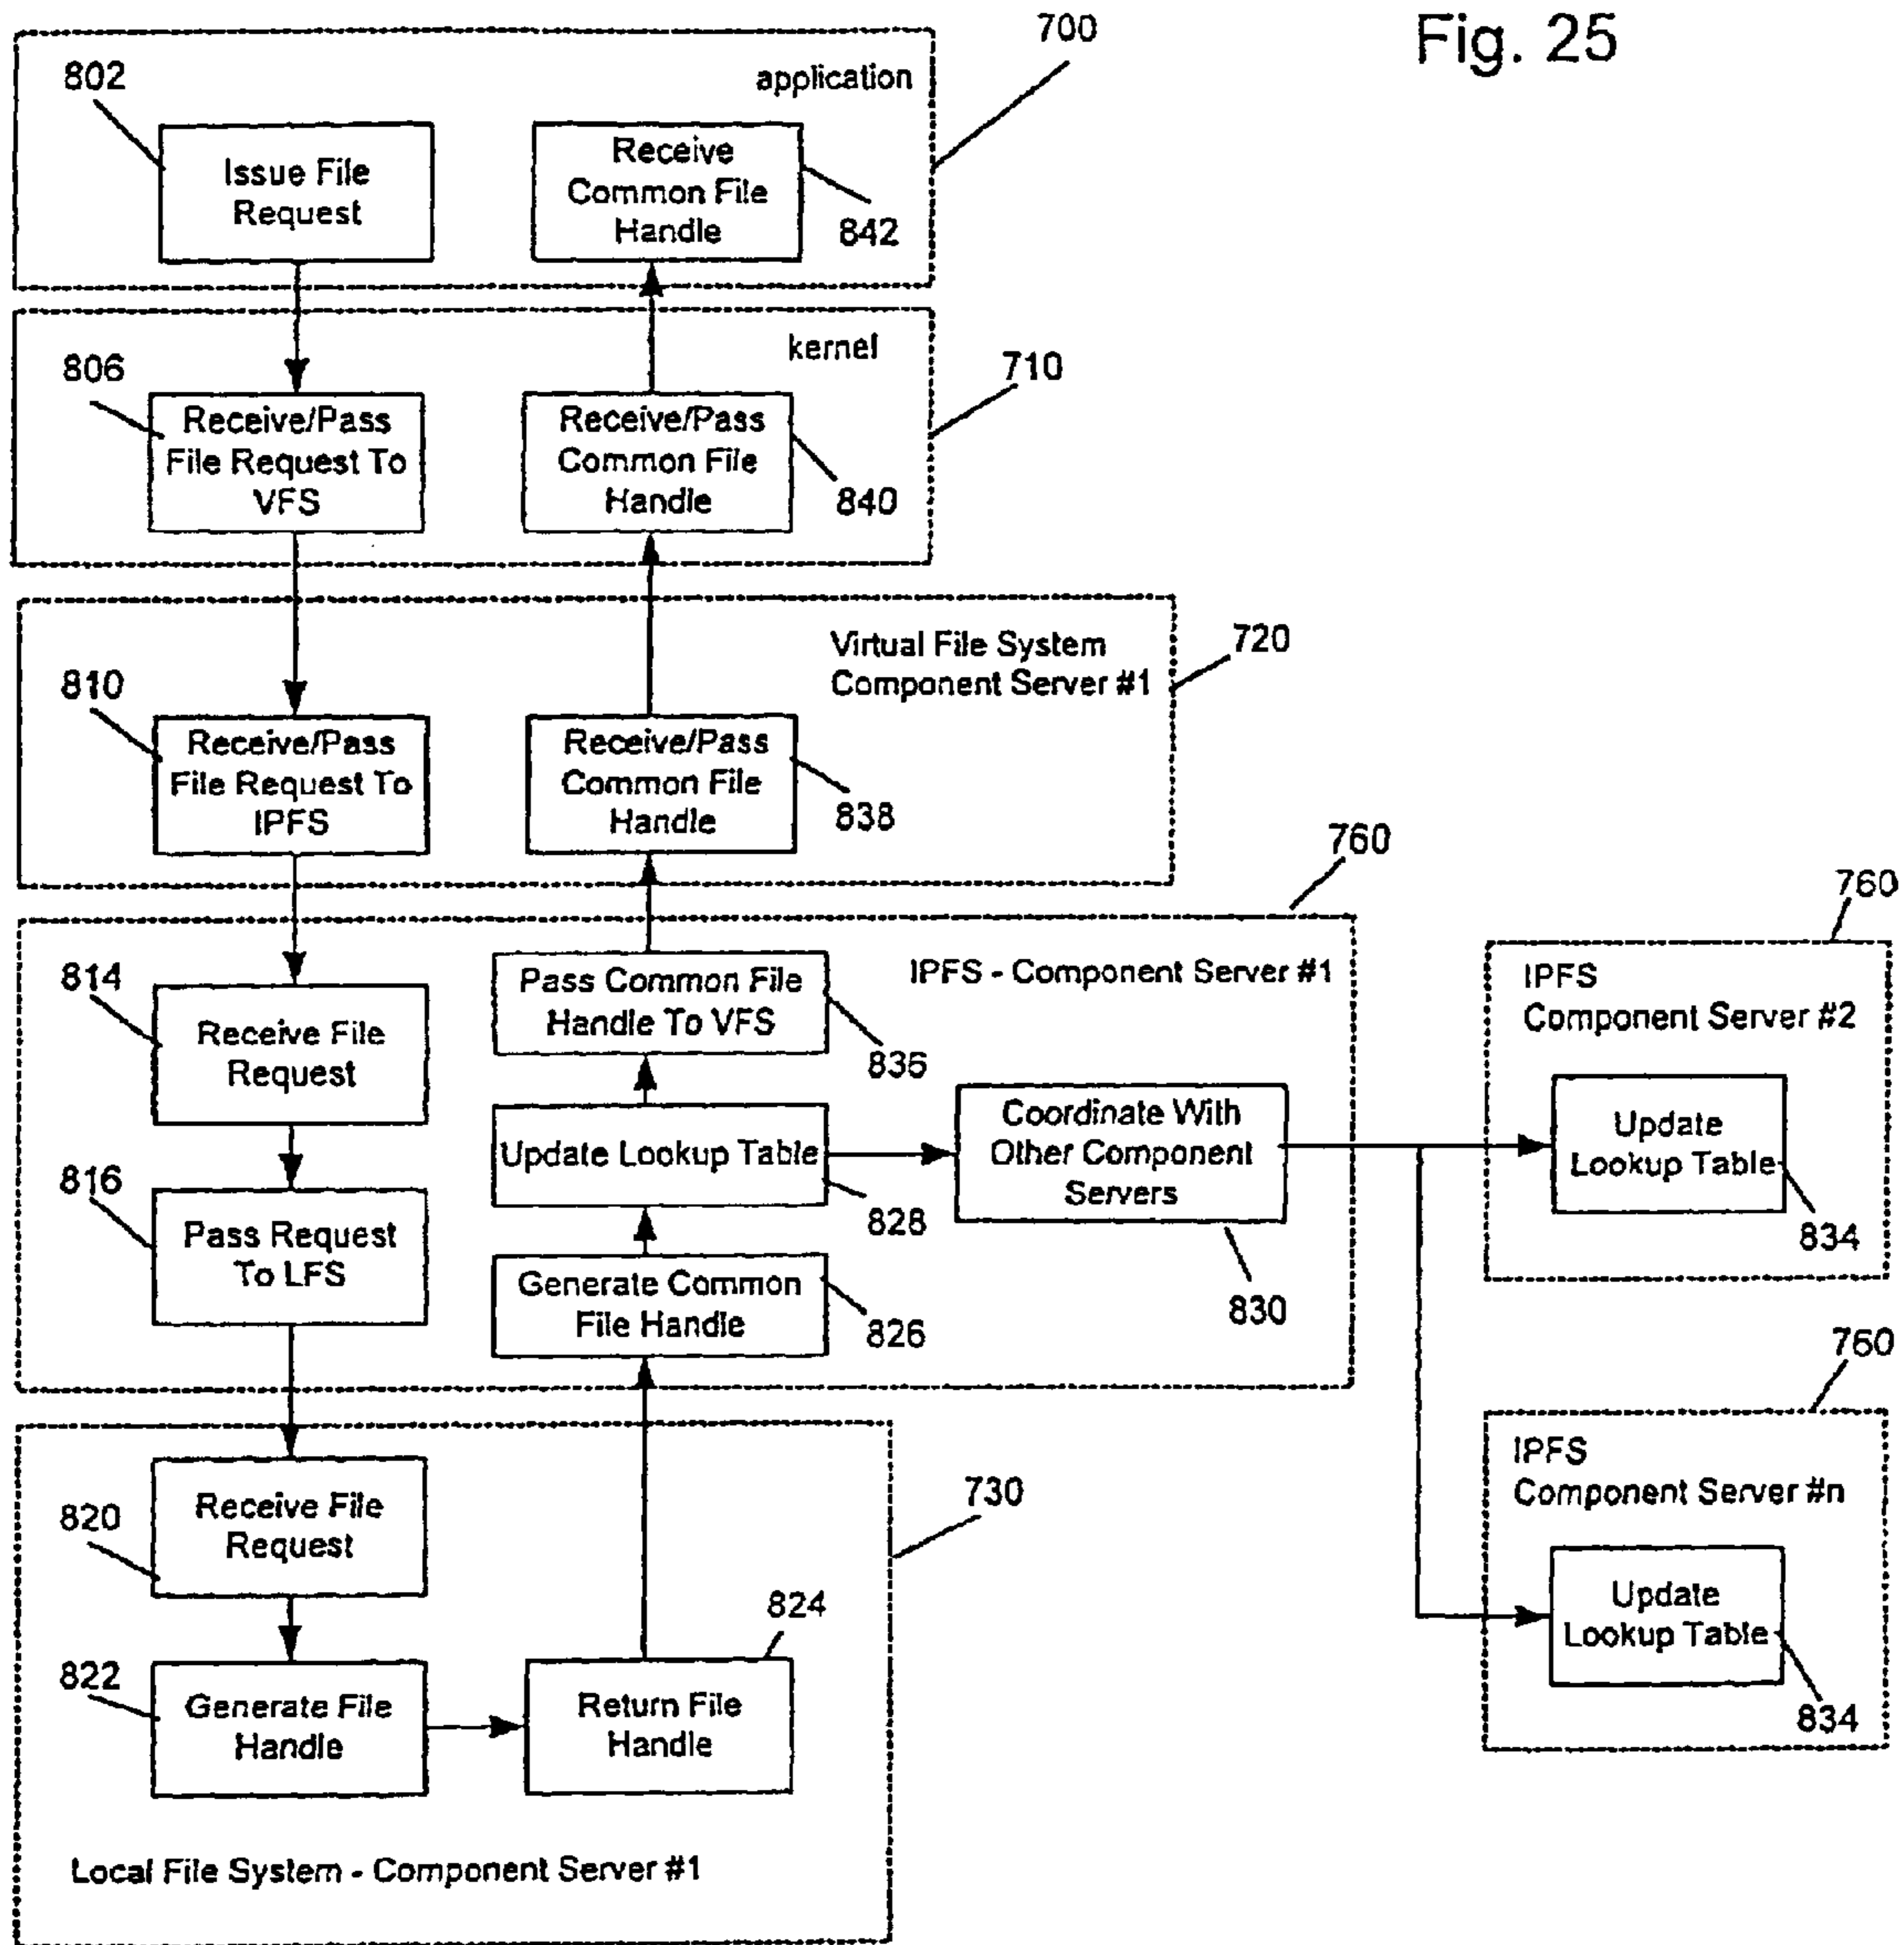 Fig. 25
700
802
application
Issue File
Request
Receive
Common File
Handle
842
kernel
710
806
Receive/Pass
File Request To
VFS
Receive/Pass
Common File
Handle
840
Virtual File System
Component Server #1
720
810
Receive/Pass
File Request To
IPFS
Receive/Pass
Common File
Handle
838
760
IPFS - Component Server #1
814
Receive File
Request
Pass Common File
Handle To VFS
836
816
Pass Request
To LFS
Update Lookup Table
828
Coordinate With
Other Component
Servers
830
Generate Common
File Handle
826
760
IPFS
Component Server #2
Update
Lookup Table
834
760
IPFS
Component Server #n
Update
Lookup Table
834
730
820
Receive File
Request
822
Generate File
Handle
824
Return File
Handle
Local File System - Component Server #1